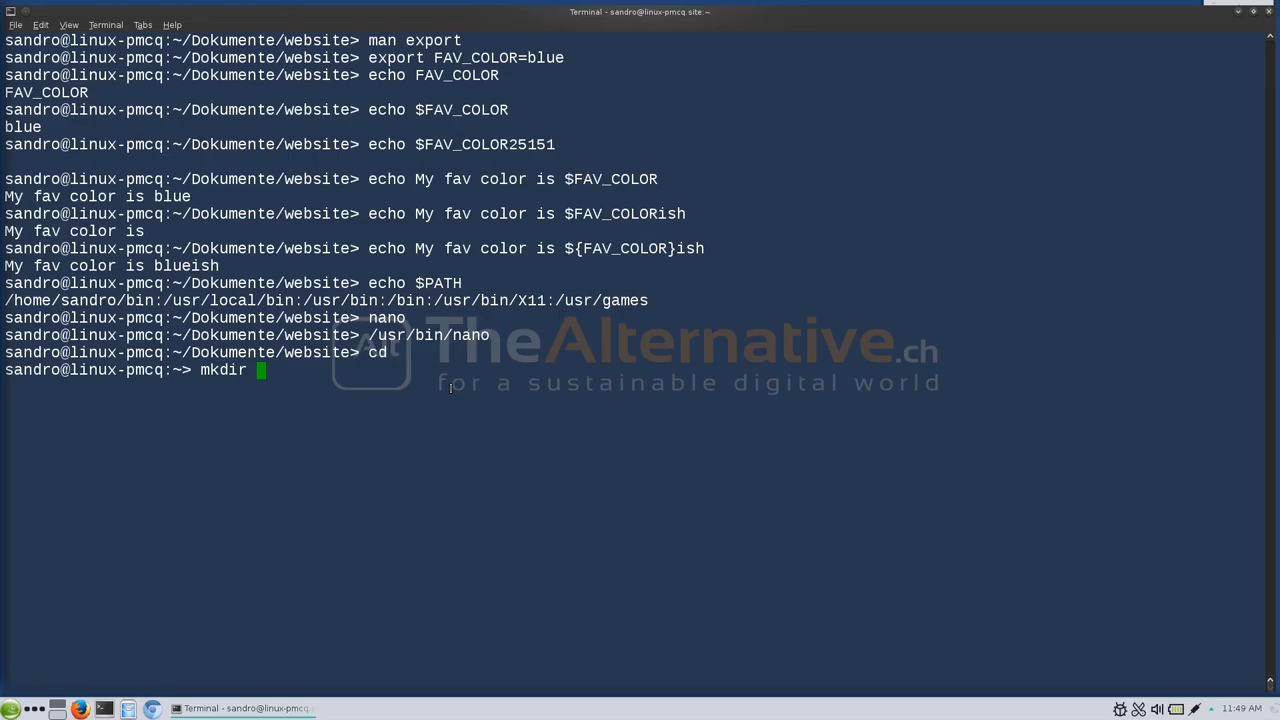 Terminal - sandro@linux-pmcq.site:~
File Edit View Terminal Tabs Help
sandro@linux-pmcq:~/Dokumente/website> man export
sandro@linux-pmcq:~/Dokumente/website> export FAV_COLOR=blue
sandro@linux-pmcq:~/Dokumente/website> echo FAV_COLOR
FAV_COLOR
sandro@linux-pmcq:~/Dokumente/website> echo $FAV_COLOR
blue
sandro@linux-pmcq:~/Dokumente/website> echo $FAV_COLOR25151
sandro@linux-pmcq:~/Dokumente/website> echo My fav color is $FAV_COLOR
My fav color is blue
sandro@linux-pmcq:~/Dokumente/website> echo My fav color is $FAV_COLORish
My fav color is
sandro@linux-pmcq:~/Dokumente/website> echo My fav color is ${FAV_COLOR}ish
My fav color is blueish
sandro@linux-pmcq:~/Dokumente/website> echo $PATH
/home/sandro/bin:/usr/local/bin:/usr/bin:/bin:/usr/bin/X11:/usr/games
sandro@linux-pmcq:~/Dokumente/website> nano
sandro@linux-pmcq:~/Dokumente/website> /usr/bin/nano
sandro@linux-pmcq:~/Dokumente/website> cd
sandro@linux-pmcq:~> mkdir
Alt
TheAlternative.ch
for a sustainable digital world
Terminal - sandro@linux-pmcq:
11:49 AM